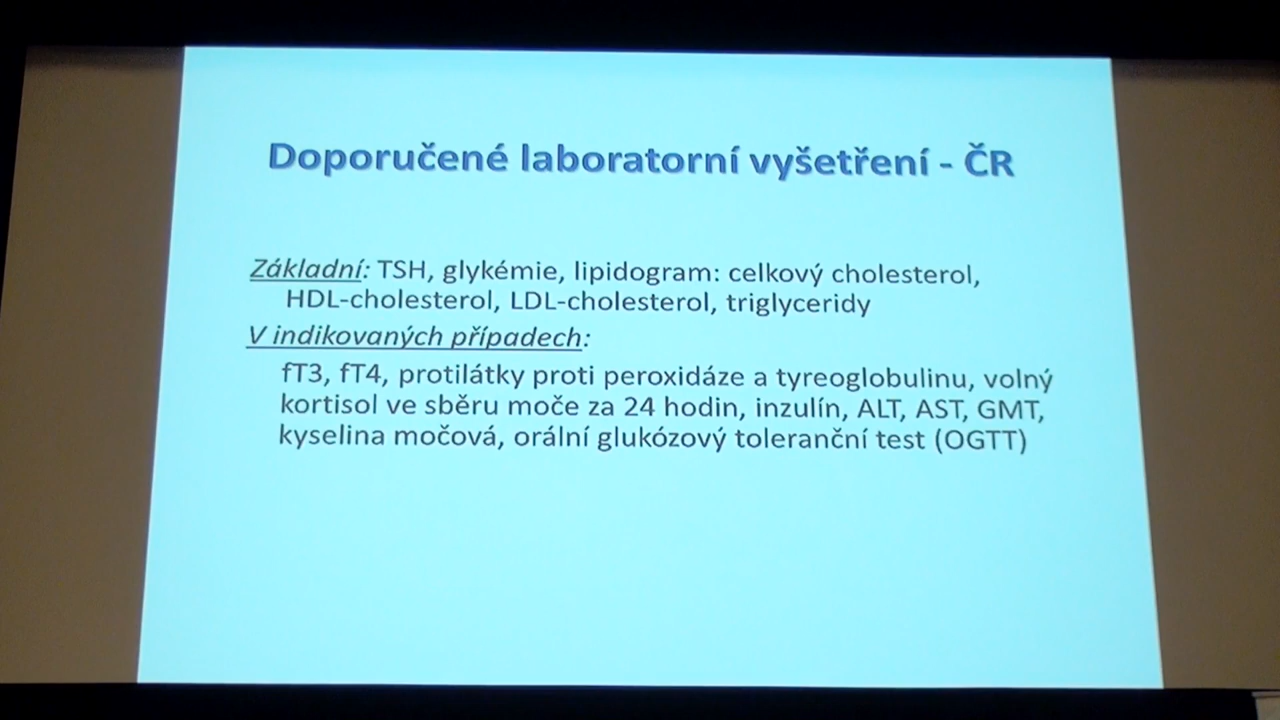 Doporučené laboratorní vyšetření - ČR
Základní: TSH, glykémie, lipidogram: celkový cholesterol,
HDL-cholesterol, LDL-cholesterol, triglyceridy
V indikovaných případech:
fT3, fT4, protilátky proti peroxidáze a tyreoglobulinu, volný
kortisol ve sběru moče za 24 hodin, inzulín, ALT, AST, GMT,
kyselina močová, orální glukózový toleranční test (OGTT)